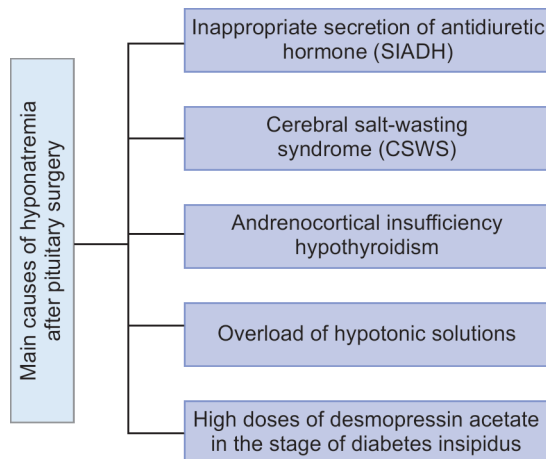 Main causes of hyponatremia
after pituitary surgery
Inappropriate secretion of antidiuretic
hormone (SIADH)
Cerebral salt-wasting
syndrome (CSWS)
Andrenocortical insufficiency
hypothyroidism
Overload of hypotonic solutions
High doses of desmopressin acetate
in the stage of diabetes insipidus